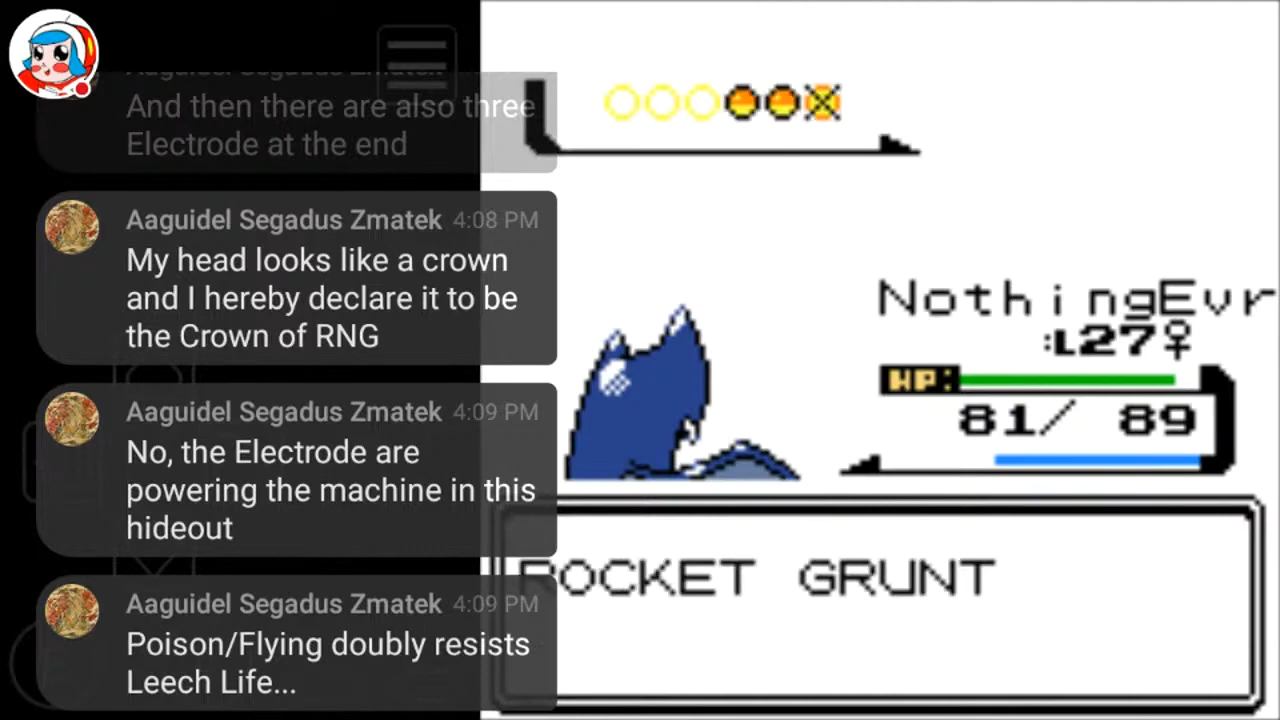 Aaguidel Segadus Zmatek
And then there are also three
Electrode at the end
Aaguidel Segadus Zmatek 4:08 PM
My head looks like a crown
and I hereby declare it to be
the Crown of RNG
Aaguidel Segadus Zmatek 4:09 PM
No, the Electrode are
powering the machine in this
hideout
Aaguidel Segadus Zmatek 4:09 PM
Poison/Flying doubly resists
Leech Life...
NothingEvr
:L27♀
HP:
81/ 89
ROCKET GRUNT